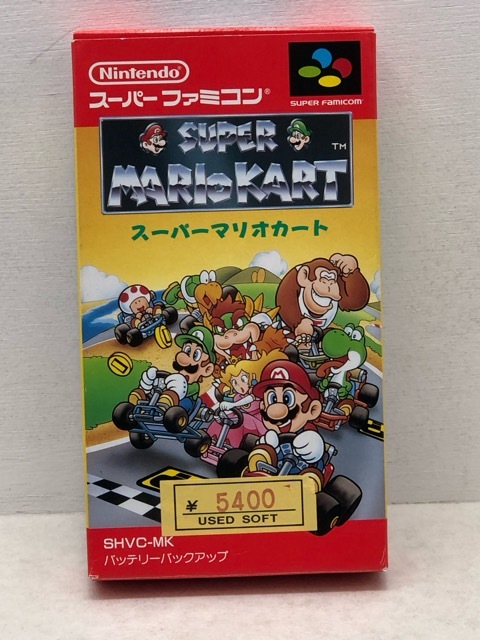 Nintendo
スーパーファミコン®
SUPER FAMICOM
SUPER
MARIO KART™
スーパーマリオカート
¥ 5400
USED SOFT
SHVC-MK
バッテリーバックアップ